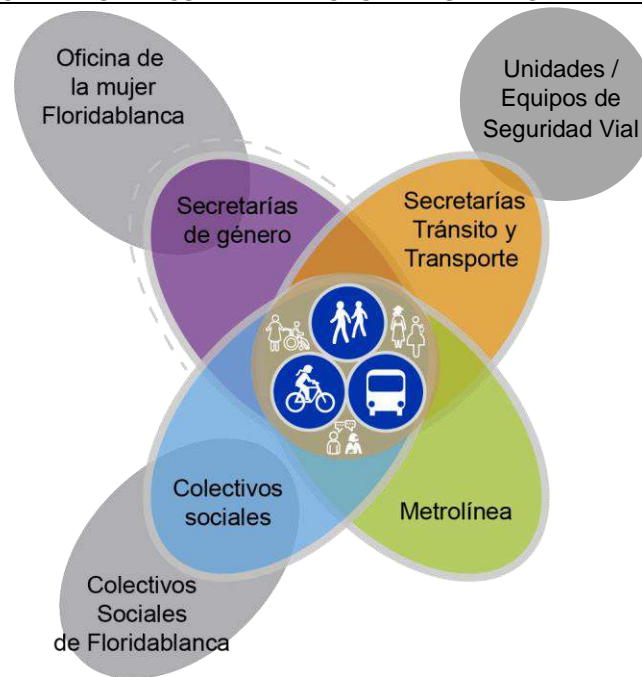 Oficina de
la mujer
Floridablanca
Unidades /
Equipos de
Seguridad Vial
Secretarías
de género
Secretarías
Tránsito y
Transporte
Colectivos
sociales
Metrolínea
Colectivos
Sociales
de Floridablanca